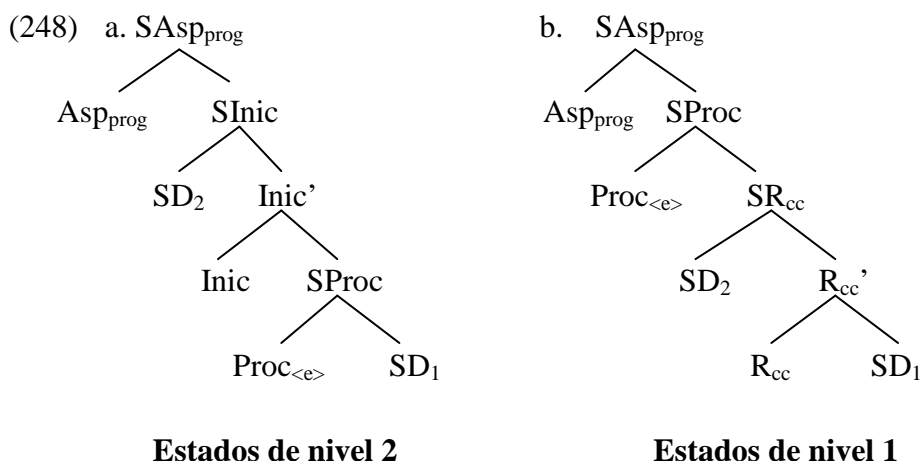 (248) a. SAsp_prog b. SAsp_prog
Asp_prog SInic Asp_prog SProc
SD_2 Inic’ Proc_<e> SR_cc
Inic SProc SD_2 R_cc’
Proc_<e> SD_1 R_cc SD_1
Estados de nivel 2 Estados de nivel 1